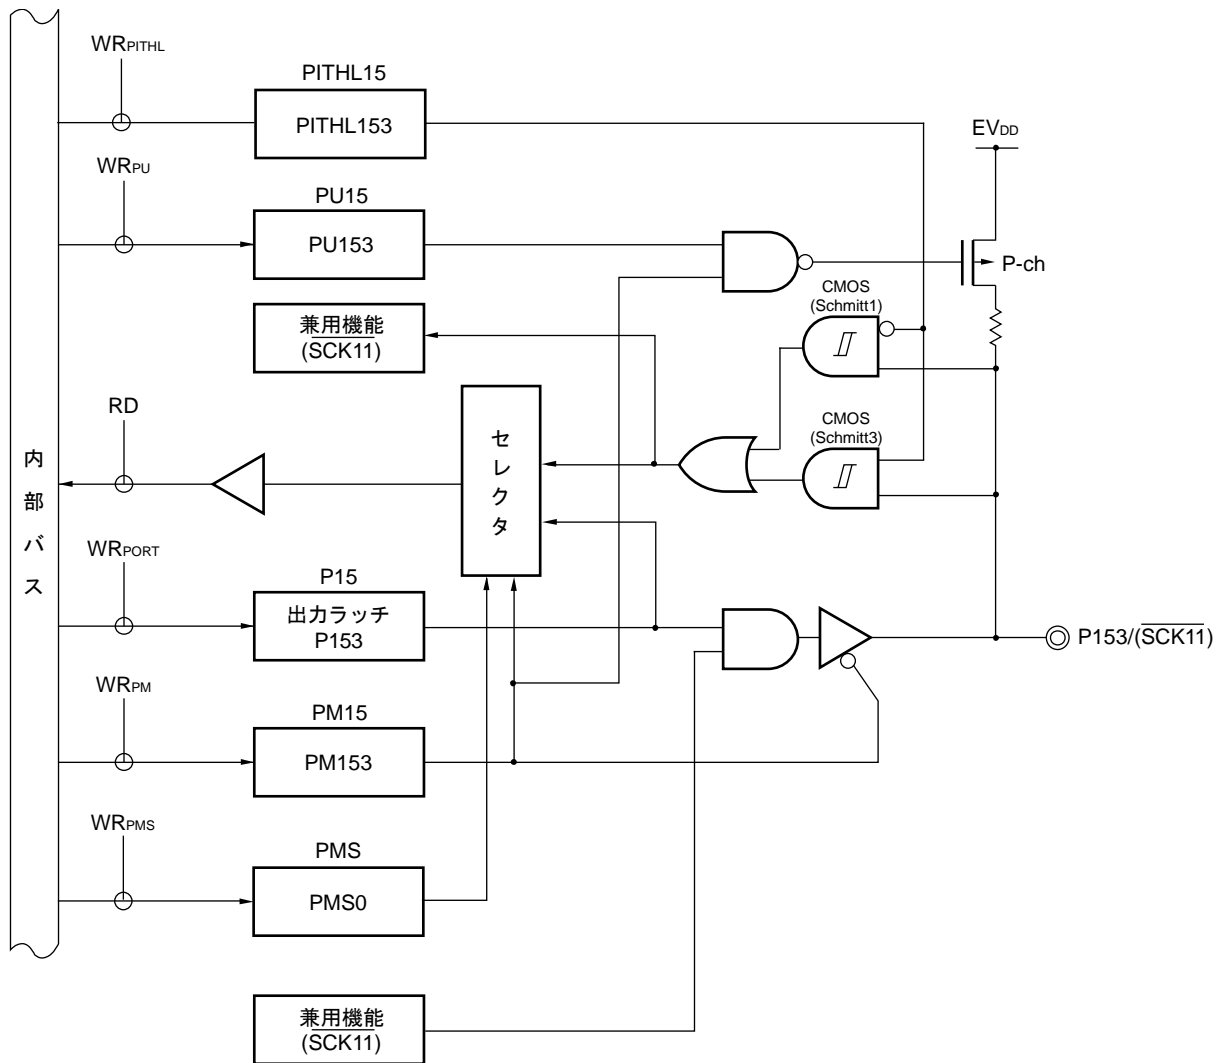 WRPITHL
PITHL15
PITHL153
EVDD
WRPU
PU15
PU153
P-ch
CMOS
(Schmitt1)
兼用機能
(SCK11)
RD
セレクタ
CMOS
(Schmitt3)
内部バス
WRPORT
P15
出力ラッチ
P153
P153/(SCK11)
WRPM
PM15
PM153
WRPMS
PMS
PMS0
兼用機能
(SCK11)